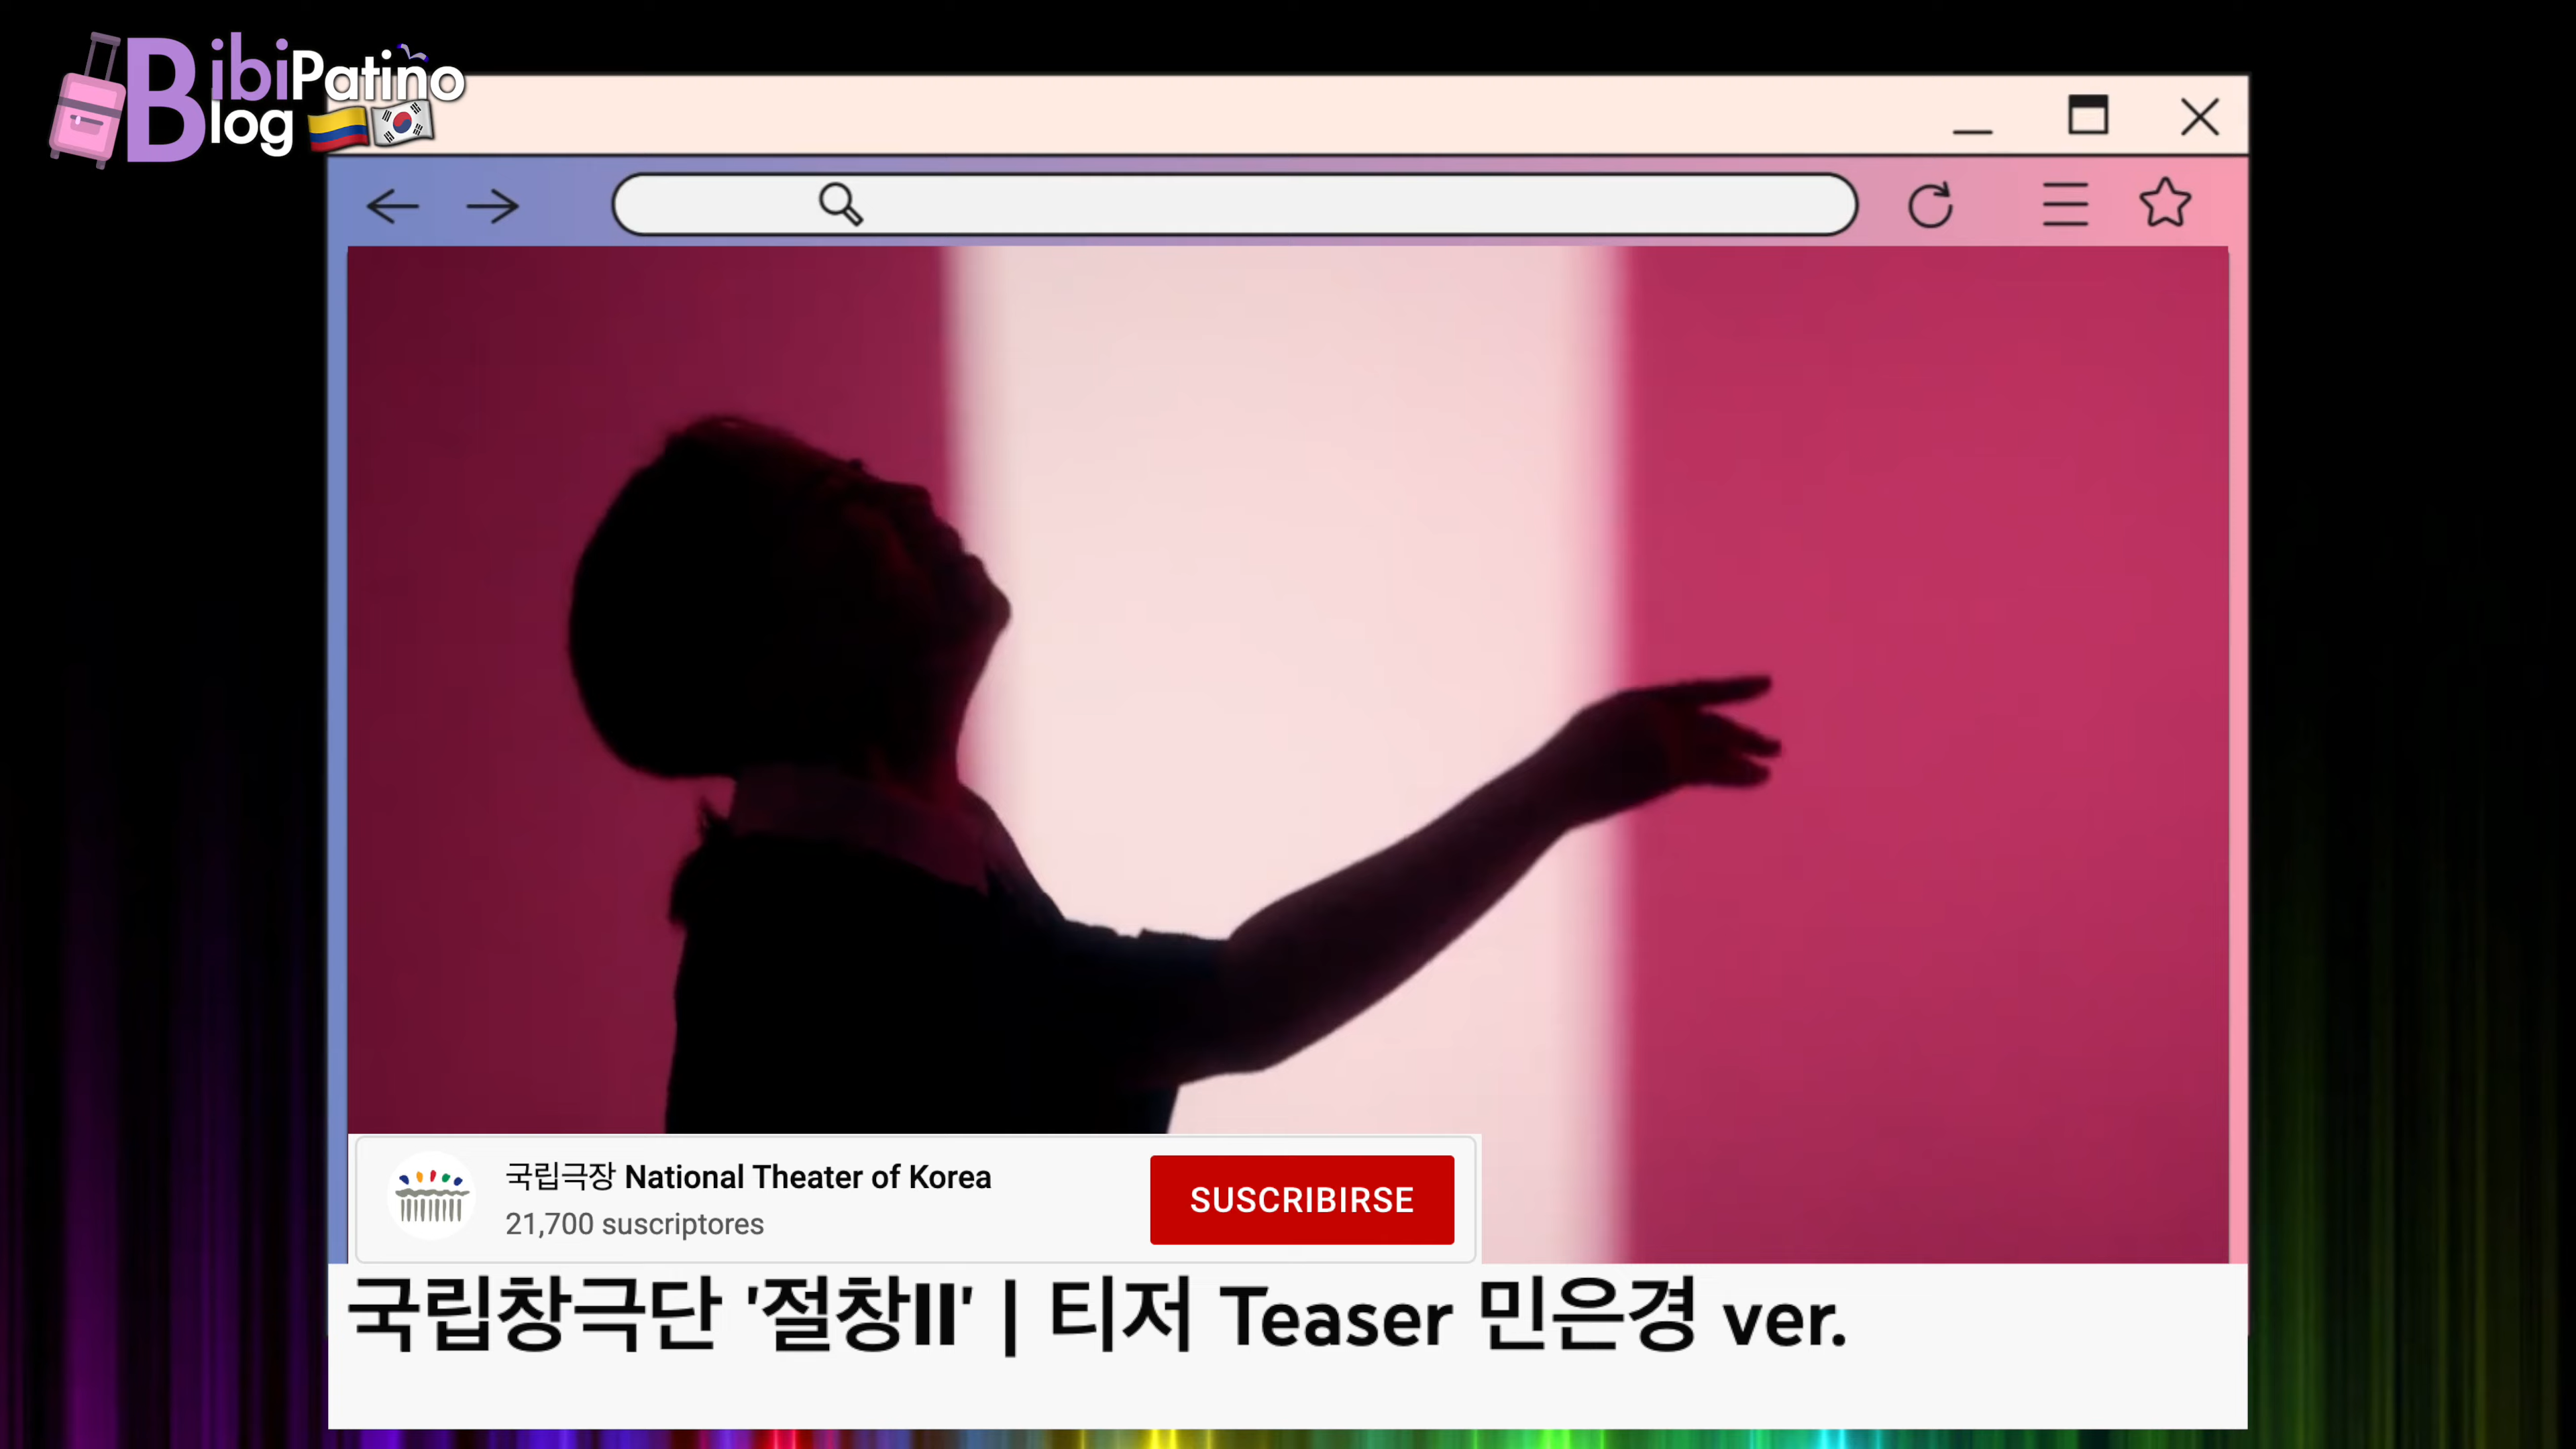 BibiPatiño
Blog
국립극장 National Theater of Korea
21,700 suscriptores
SUSCRIBIRSE
국립창극단 '절창II' | 티저 Teaser 민은경 ver.